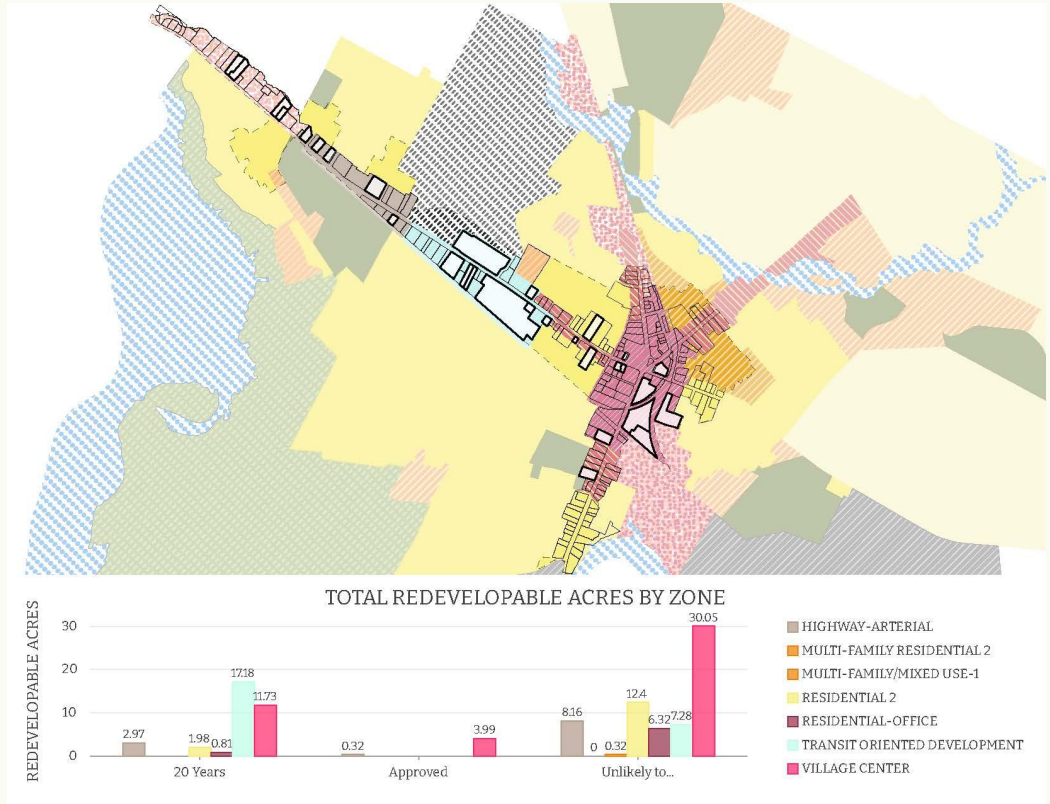 TOTAL REDEVELOPABLE ACRES BY ZONE
REDEVELOPABLE ACRES
30
20
10
0
2.97
1.98
0.81
17.18
11.73
0.32
3.99
8.16
0
0.32
12.4
6.32
7.28
30.05
20 Years
Approved
Unlikely to...
HIGHWAY-ARTERIAL
MULTI-FAMILY RESIDENTIAL 2
MULTI-FAMILY/MIXED USE-1
RESIDENTIAL 2
RESIDENTIAL-OFFICE
TRANSIT ORIENTED DEVELOPMENT
VILLAGE CENTER